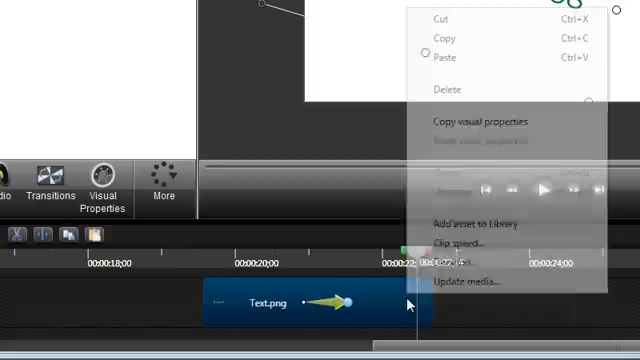 Cut Ctrl+X
Copy Ctrl+C
Paste Ctrl+V
Delete
Copy visual properties
Add asset to Library
Clip speed...
Update media...
dio
Transitions
Visual
Properties
More
00:00:18;00
00:00:20;00
00:00:22;
00:00:24;00
Text.png